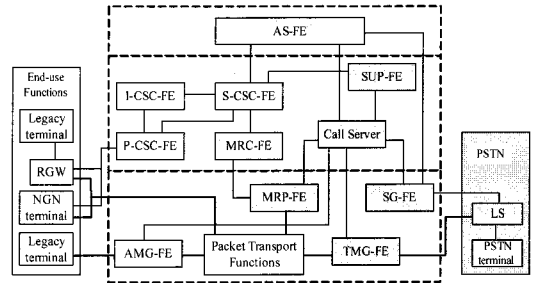 AS-FE
End-use
Functions
Legacy
terminal
RGW
NGN
terminal
Legacy
terminal
I-CSC-FE
S-CSC-FE
SUP-FE
P-CSC-FE
MRC-FE
Call Server
MRP-FE
SG-FE
AMG-FE
Packet Transport
Functions
TMG-FE
PSTN
LS
PSTN
terminal